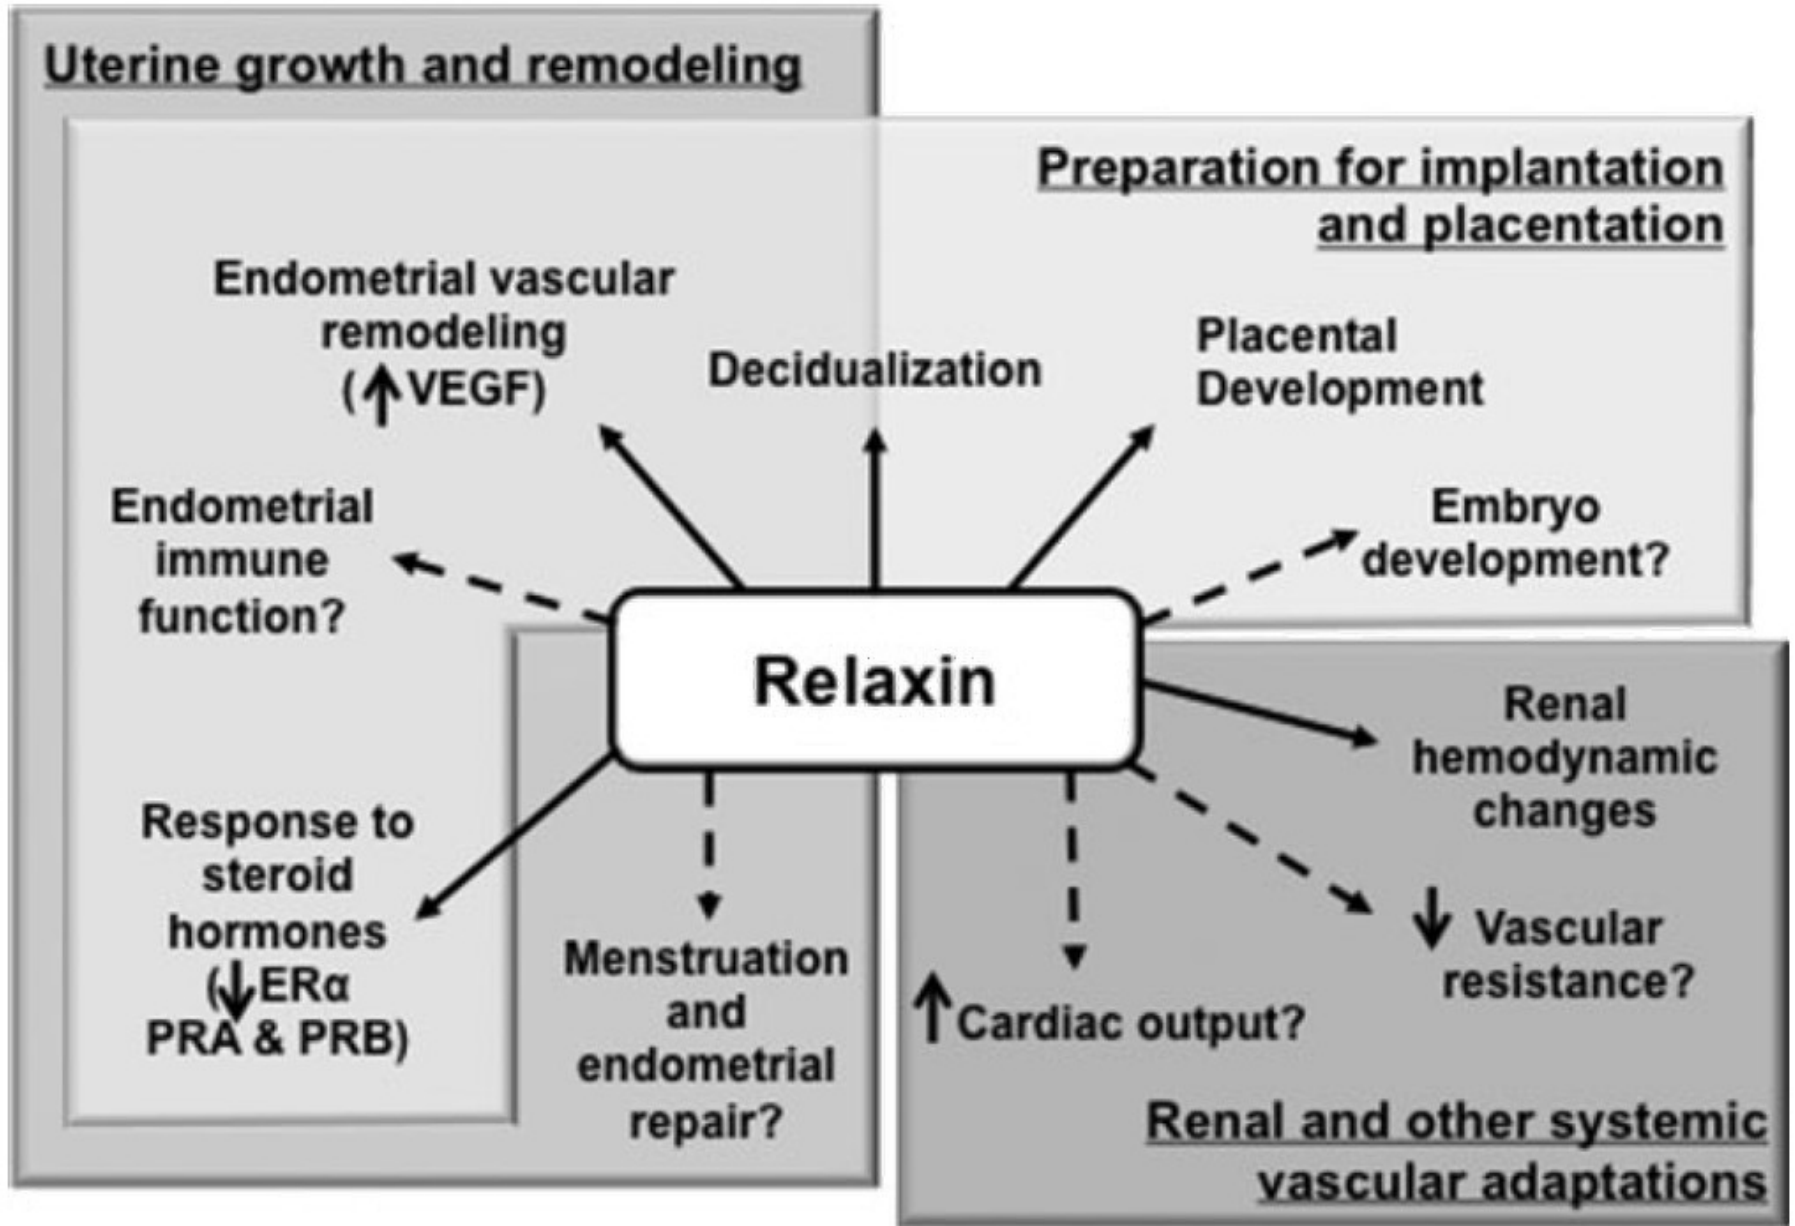 Uterine growth and remodeling
Preparation for implantation
and placentation
Endometrial vascular
remodeling
(↑VEGF)
Decidualization
Placental
Development
Endometrial
immune
function?
Embryo
development?
Relaxin
Renal
hemodynamic
changes
Response to
steroid
hormones
(↓ERα
PRA & PRB)
Menstruation
and
endometrial
repair?
↓ Vascular
resistance?
↑Cardiac output?
Renal and other systemic
vascular adaptations